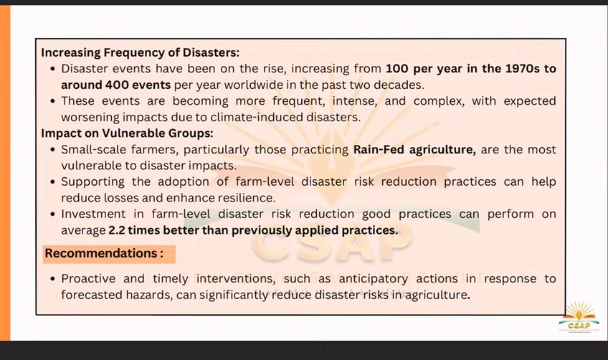 Increasing Frequency of Disasters:
• Disaster events have been on the rise, increasing from 100 per year in the 1970s to
around 400 events per year worldwide in the past two decades.
• These events are becoming more frequent, intense, and complex, with expected
worsening impacts due to climate-induced disasters.
Impact on Vulnerable Groups:
• Small-scale farmers, particularly those practicing Rain-Fed agriculture, are the most
vulnerable to disaster impacts.
• Supporting the adoption of farm-level disaster risk reduction practices can help
reduce losses and enhance resilience.
• Investment in farm-level disaster risk reduction good practices can perform on
average 2.2 times better than previously applied practices.
Recommendations :
• Proactive and timely interventions, such as anticipatory actions in response to
forecasted hazards, can significantly reduce disaster risks in agriculture.
CSAP
CSAP